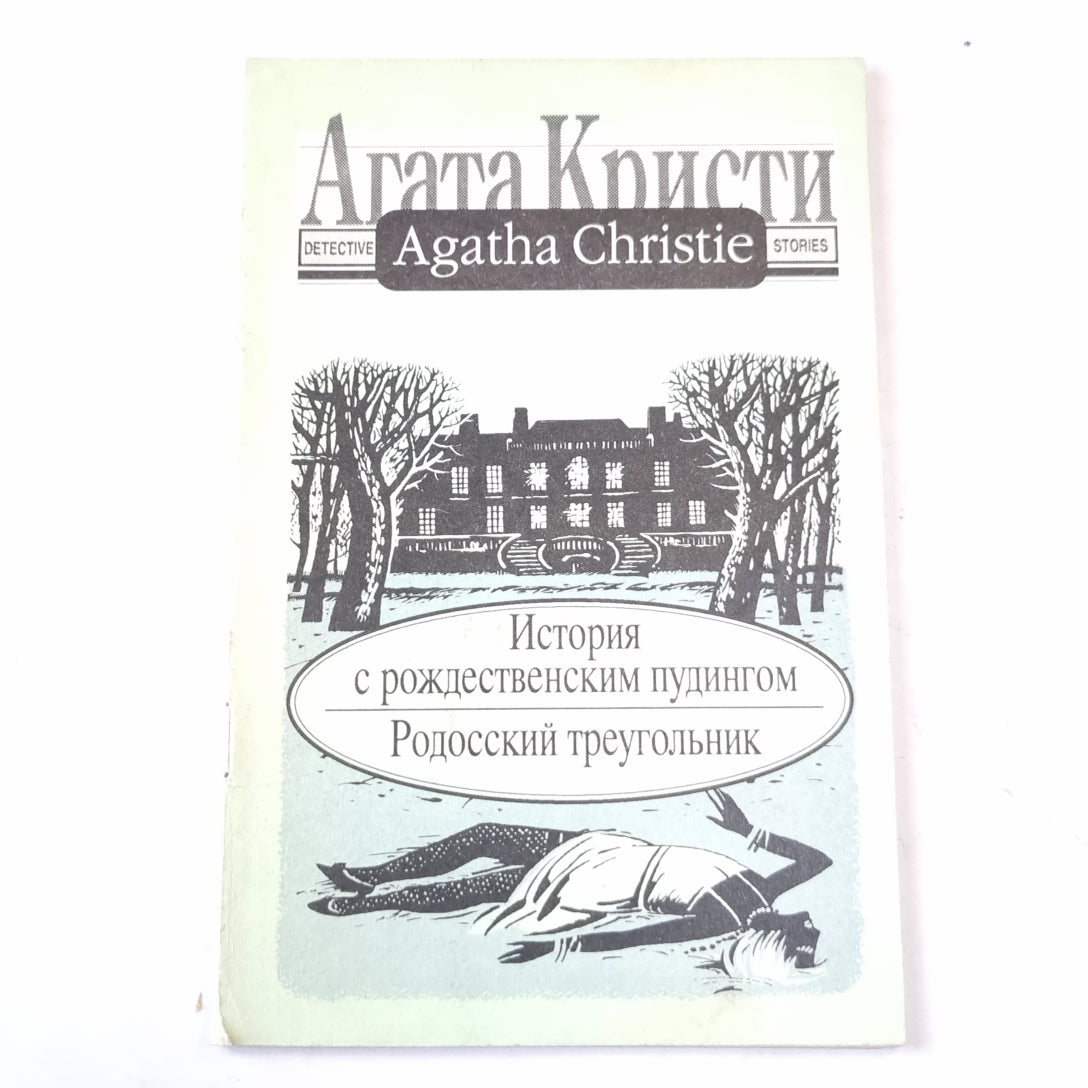 Агата Кристи
DETECTIVE Agatha Christie STORIES
История
с рождественским пудингом
Родосский треугольник